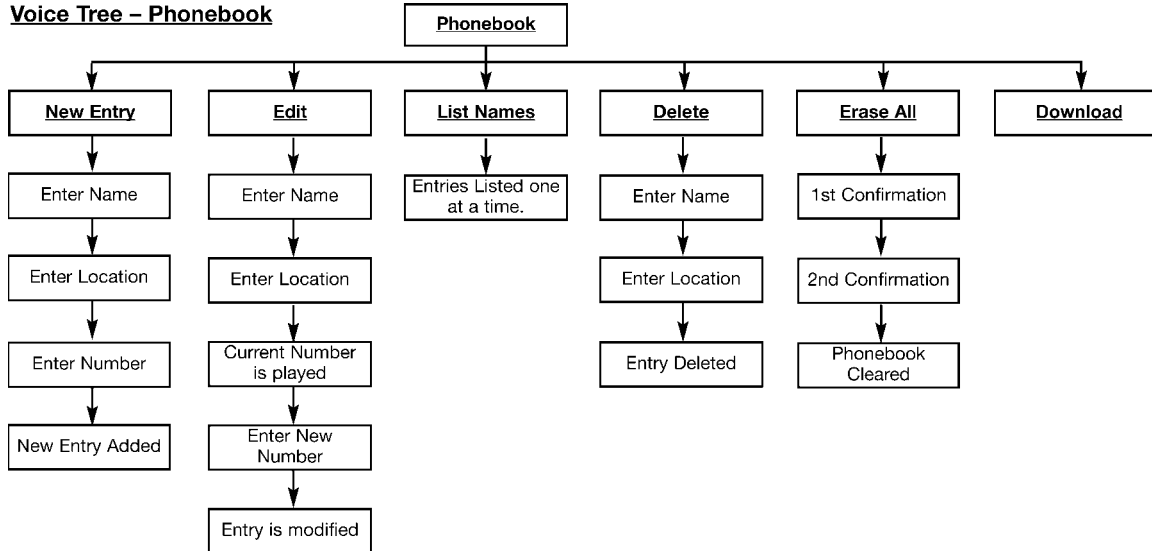 Voice Tree – Phonebook
Phonebook
New Entry
Edit
List Names
Delete
Erase All
Download
Enter Name
Enter Name
Entries Listed one
at a time.
Enter Name
1st Confirmation
Enter Location
Enter Location
Enter Location
2nd Confirmation
Enter Number
Current Number
is played
Entry Deleted
Phonebook
Cleared
New Entry Added
Enter New
Number
Entry is modified